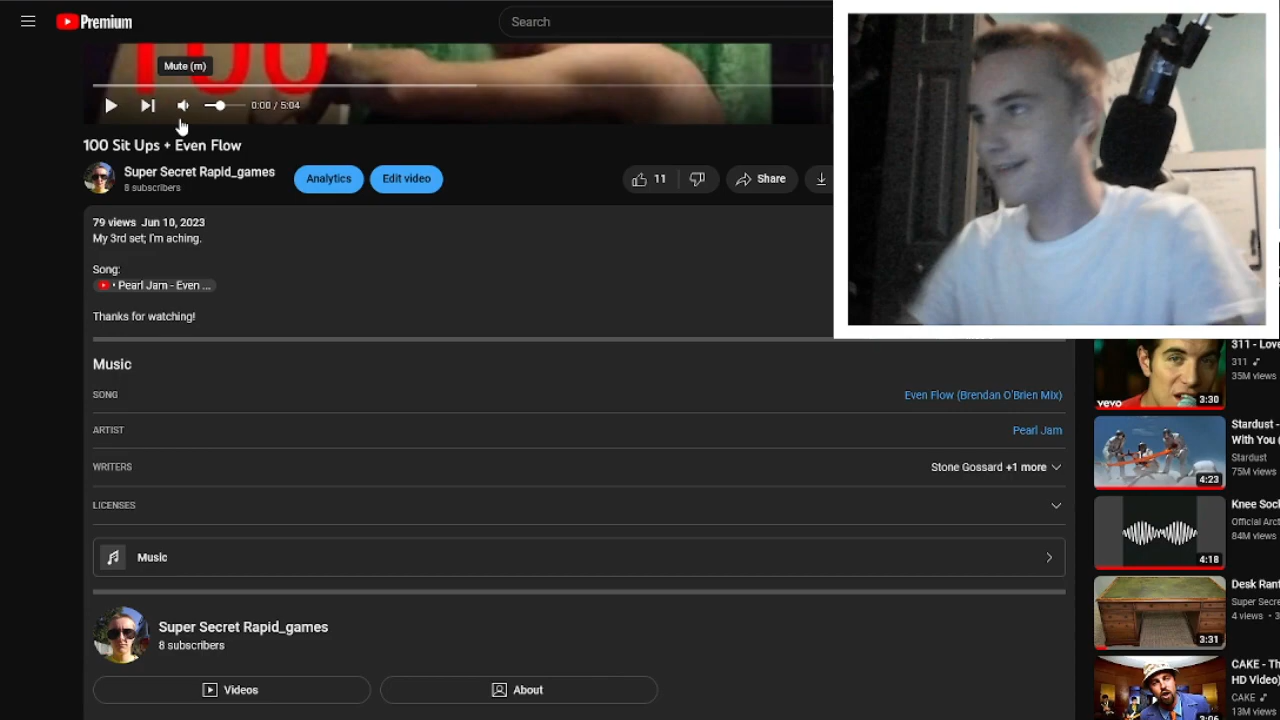 Premium
Search
100
Mute (m)
0:00 / 5:04
100 Sit Ups + Even Flow
Super Secret Rapid_games
8 subscribers
Analytics
Edit video
11
Share
79 views Jun 10, 2023
My 3rd set; I'm aching.
Song:
• Pearl Jam - Even ...
Thanks for watching!
Music
SONG
Even Flow (Brendan O'Brien Mix)
ARTIST
Pearl Jam
WRITERS
Stone Gossard +1 more
LICENSES
Music
Super Secret Rapid_games
8 subscribers
Videos
About
311 - Love
311
35M views
vevo
3:30
Stardust -
With You (
Stardust
75M views
4:23
Knee Soc
Official Arc
84M views
4:18
Desk Rant
Super Secre
4 views • 3
3:31
CAKE - Th
HD Video)
CAKE
13M views
3:06